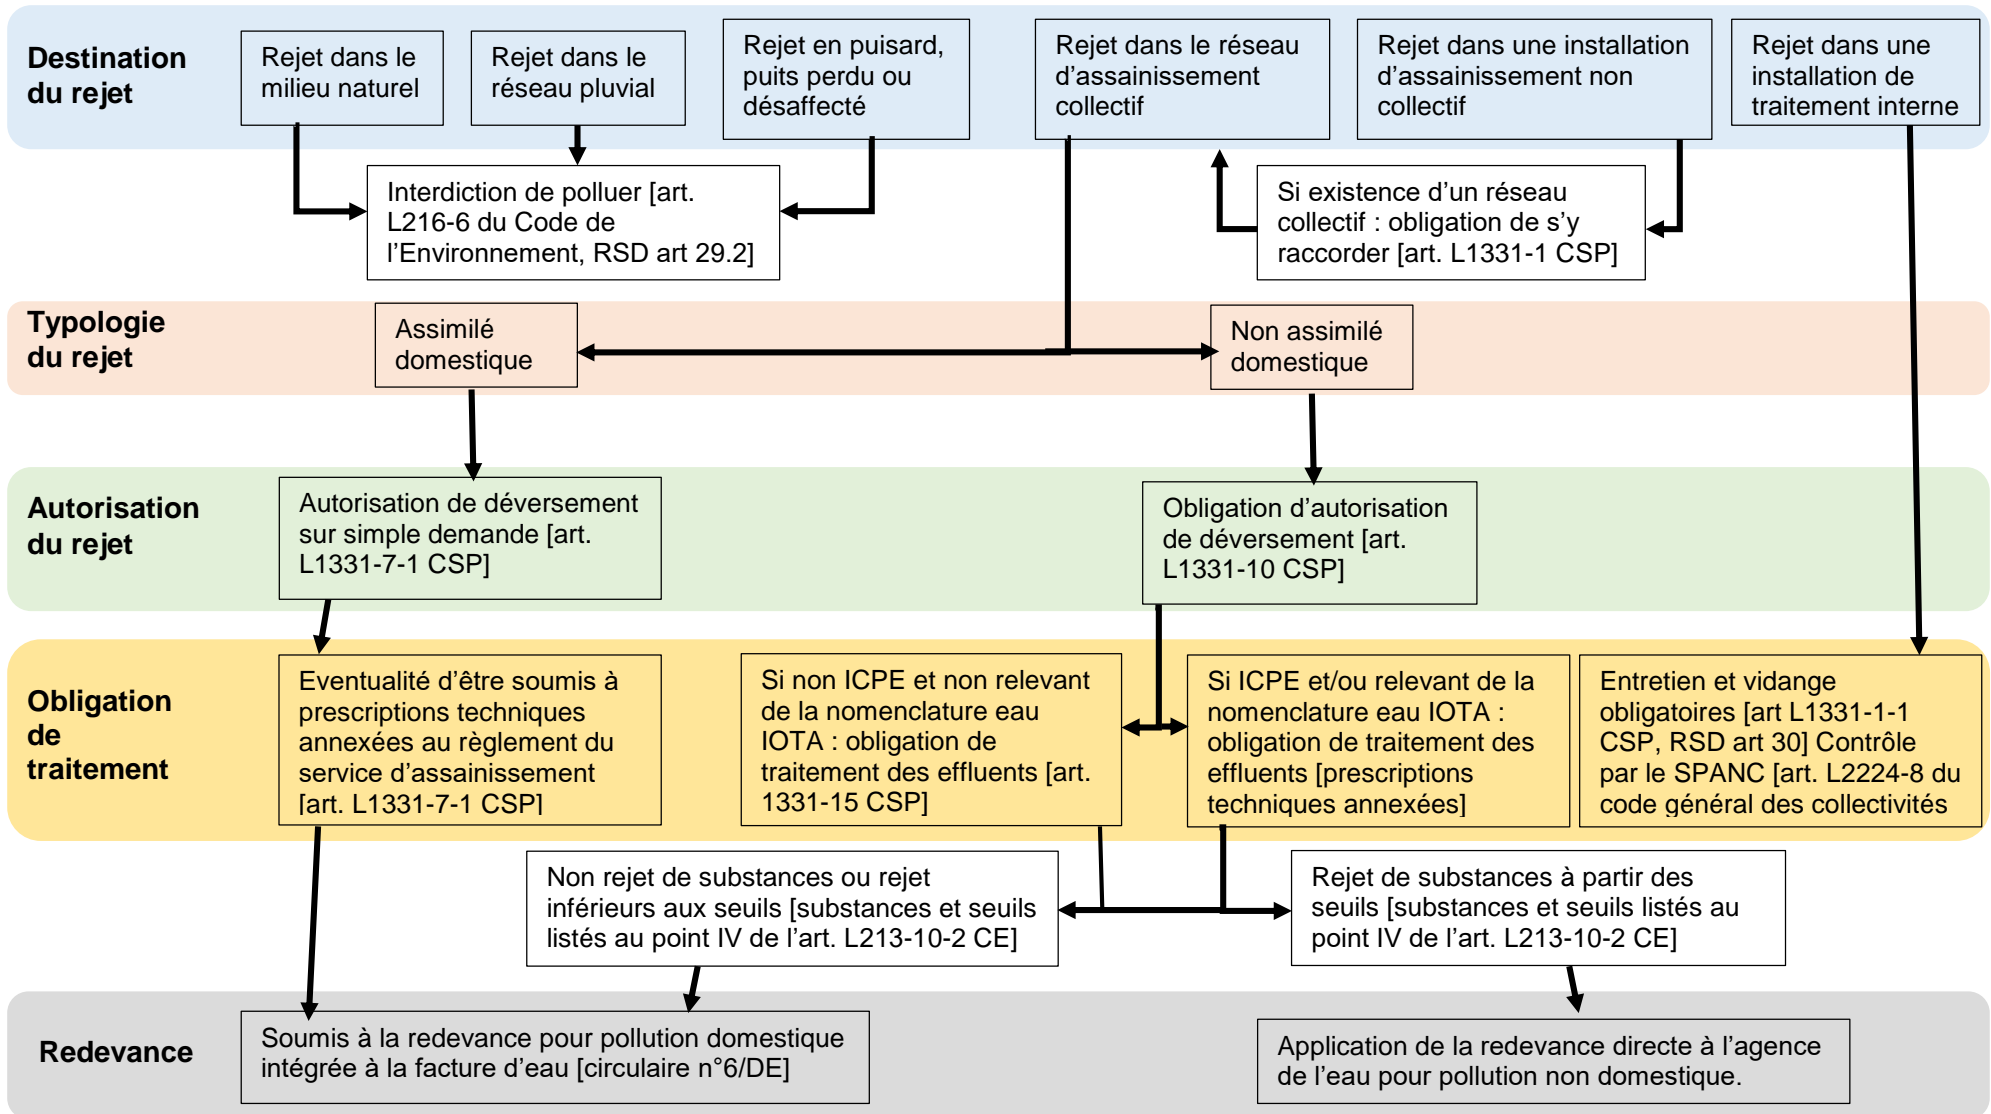 Destination
du rejet
Rejet dans le
milieu naturel
Rejet dans le
réseau pluvial
Rejet en puisard,
puits perdu ou
désaffecté
Rejet dans le réseau
d’assainissement
collectif
Rejet dans une installation
d’assainissement non
collectif
Rejet dans une
installation de
traitement interne
Interdiction de polluer [art.
L216-6 du Code de
l’Environnement, RSD art 29.2]
Si existence d’un réseau
collectif : obligation de s’y
raccorder [art. L1331-1 CSP]
Typologie
du rejet
Assimilé
domestique
Non assimilé
domestique
Autorisation
du rejet
Autorisation de déversement
sur simple demande [art.
L1331-7-1 CSP]
Obligation d’autorisation
de déversement [art.
L1331-10 CSP]
Obligation
de
traitement
Eventualité d’être soumis à
prescriptions techniques
annexées au règlement du
service d’assainissement
[art. L1331-7-1 CSP]
Si non ICPE et non relevant
de la nomenclature eau
IOTA : obligation de
traitement des effluents [art.
1331-15 CSP]
Si ICPE et/ou relevant de la
nomenclature eau IOTA :
obligation de traitement des
effluents [prescriptions
techniques annexées]
Entretien et vidange
obligatoires [art L1331-1-1
CSP, RSD art 30] Contrôle
par le SPANC [art. L2224-8 du
code général des collectivités
Non rejet de substances ou rejet
inférieurs aux seuils [substances et seuils
listés au point IV de l’art. L213-10-2 CE]
Rejet de substances à partir des
seuils [substances et seuils listés au
point IV de l’art. L213-10-2 CE]
Redevance
Soumis à la redevance pour pollution domestique
intégrée à la facture d’eau [circulaire n°6/DE]
Application de la redevance directe à l’agence
de l’eau pour pollution non domestique.